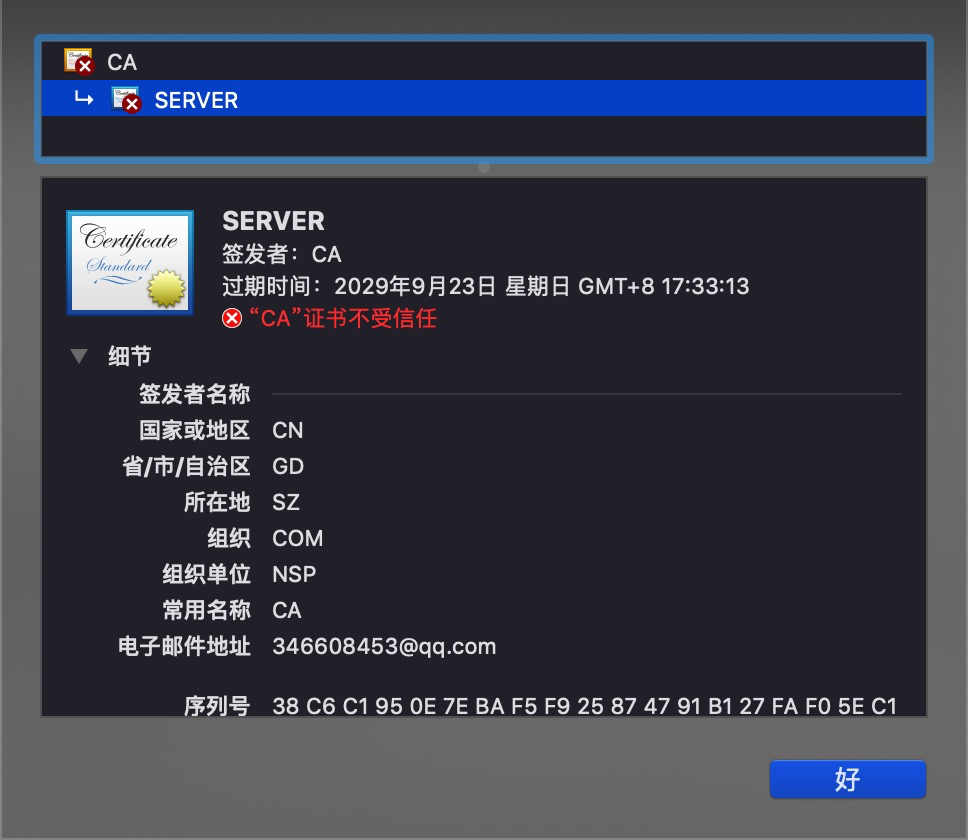 CA
SERVER
Certificate
Standard
SERVER
签发者：CA
过期时间：2029年9月23日 星期日 GMT+8 17:33:13
“CA”证书不受信任
细节
签发者名称
国家或地区 CN
省/市/自治区 GD
所在地 SZ
组织 COM
组织单位 NSP
常用名称 CA
电子邮件地址 346608453@qq.com
序列号 38 C6 C1 95 0E 7E BA F5 F9 25 87 47 91 B1 27 FA F0 5E C1
好